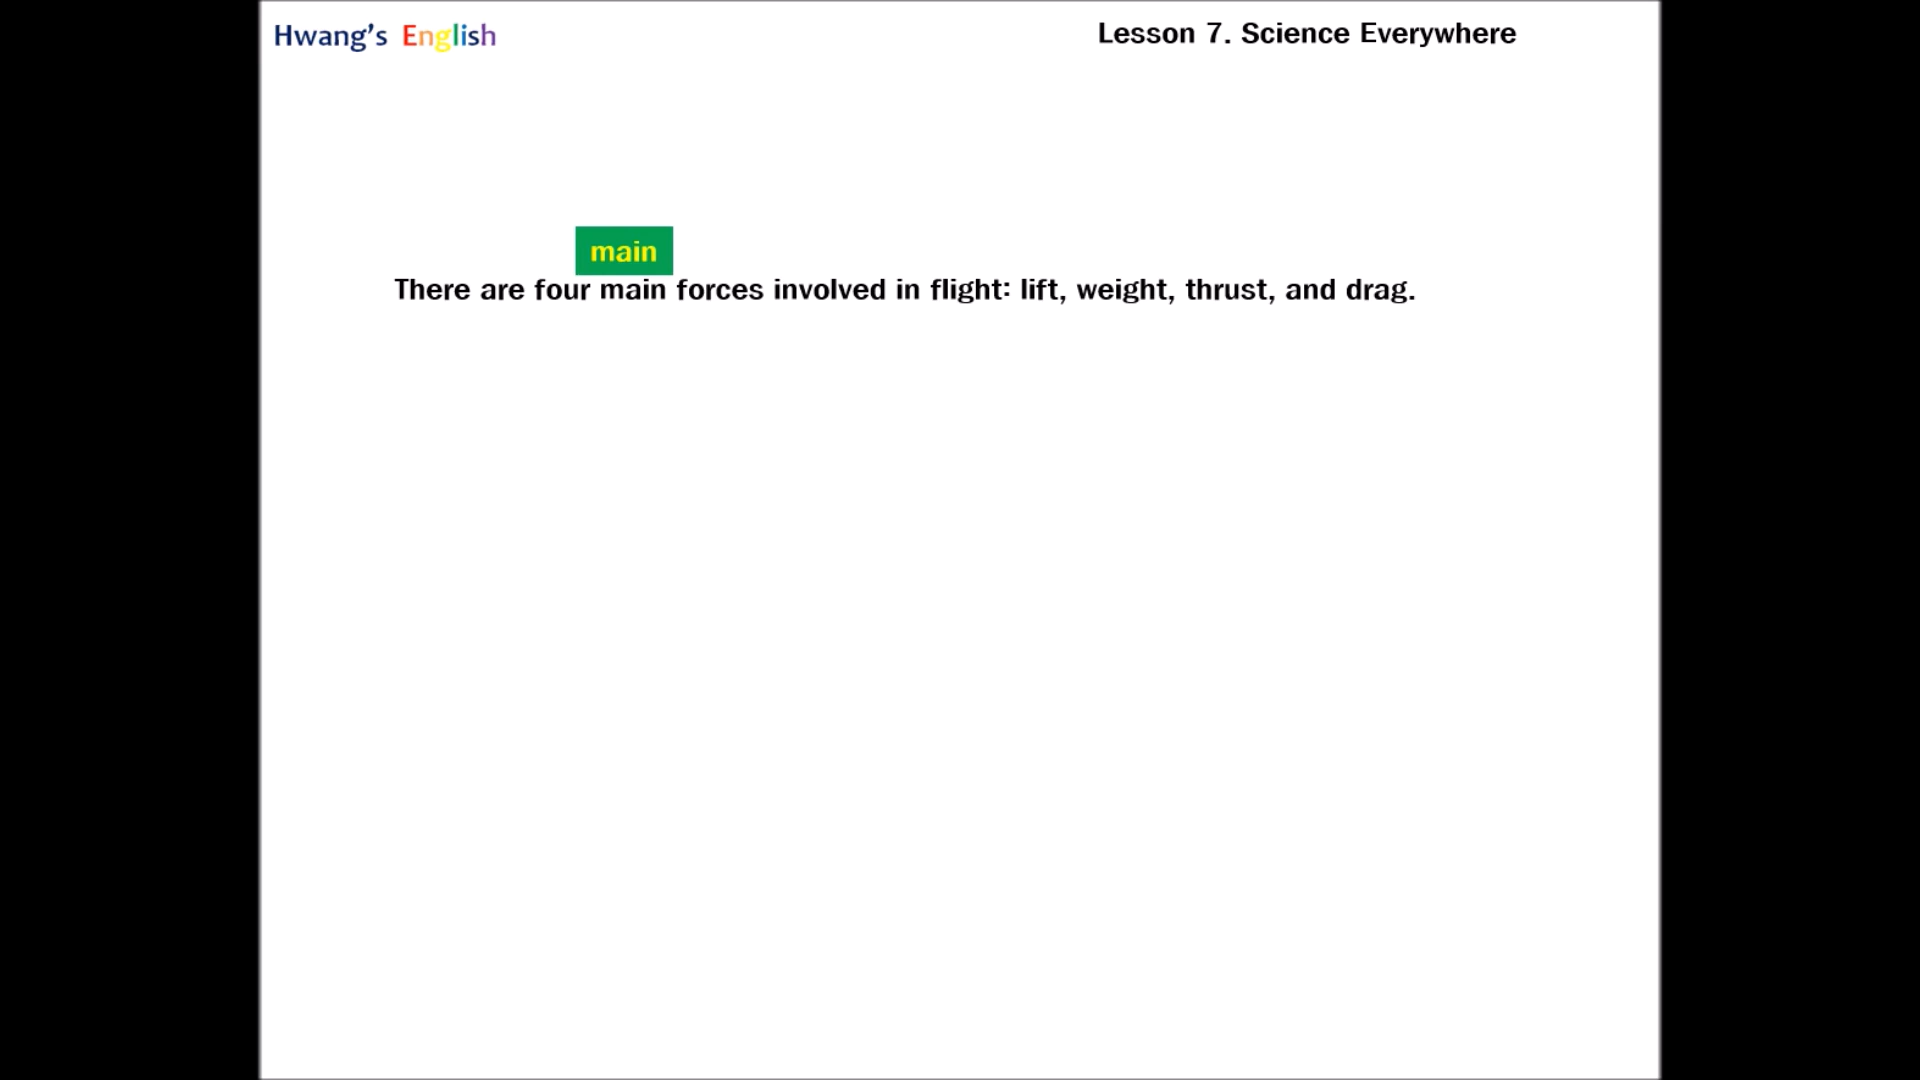 Hwang's English
Lesson 7. Science Everywhere
main
There are four main forces involved in flight: lift, weight, thrust, and drag.